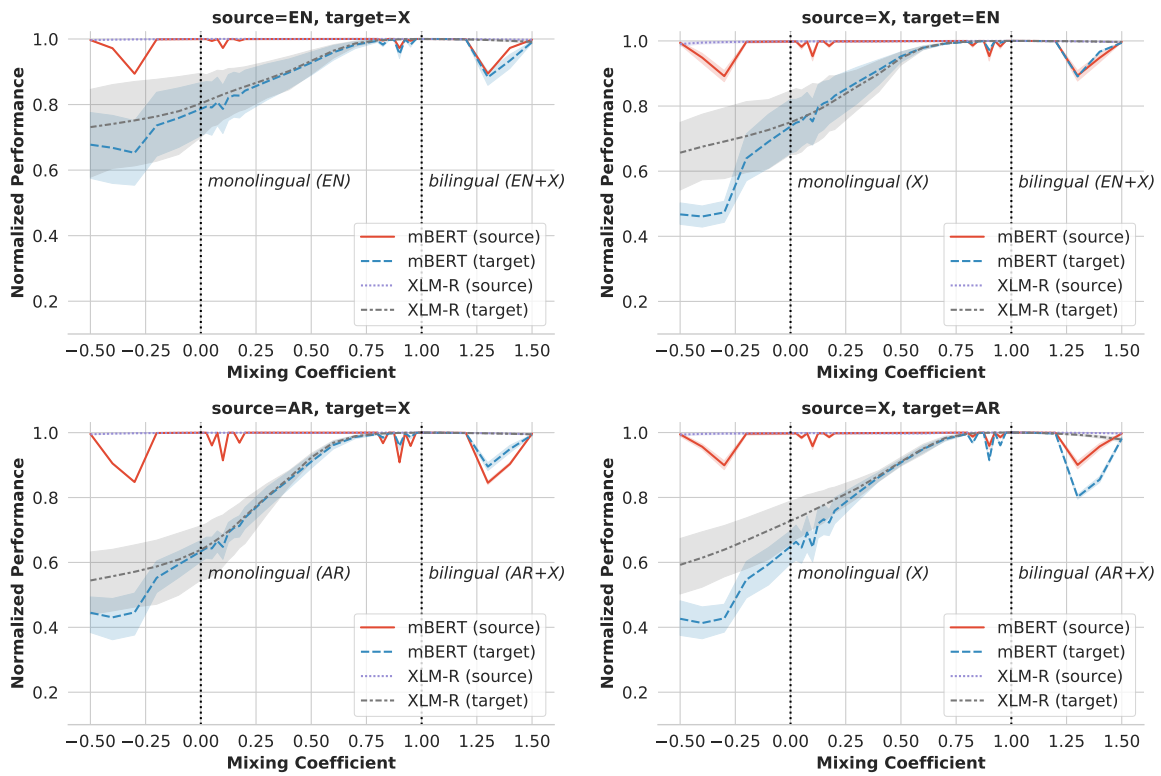 source=EN, target=X
Normalized Performance
1.0
0.8
0.6
0.4
0.2
monolingual (EN)
bilingual (EN+X)
mBERT (source)
mBERT (target)
XLM-R (source)
XLM-R (target)
−0.50 −0.25 0.00 0.25 0.50 0.75 1.00 1.25 1.50
Mixing Coefficient
source=X, target=EN
Normalized Performance
1.0
0.8
0.6
0.4
0.2
monolingual (X)
bilingual (EN+X)
mBERT (source)
mBERT (target)
XLM-R (source)
XLM-R (target)
−0.50 −0.25 0.00 0.25 0.50 0.75 1.00 1.25 1.50
Mixing Coefficient
source=AR, target=X
Normalized Performance
1.0
0.8
0.6
0.4
0.2
monolingual (AR)
bilingual (AR+X)
mBERT (source)
mBERT (target)
XLM-R (source)
XLM-R (target)
−0.50 −0.25 0.00 0.25 0.50 0.75 1.00 1.25 1.50
Mixing Coefficient
source=X, target=AR
Normalized Performance
1.0
0.8
0.6
0.4
0.2
monolingual (X)
bilingual (AR+X)
mBERT (source)
mBERT (target)
XLM-R (source)
XLM-R (target)
−0.50 −0.25 0.00 0.25 0.50 0.75 1.00 1.25 1.50
Mixing Coefficient